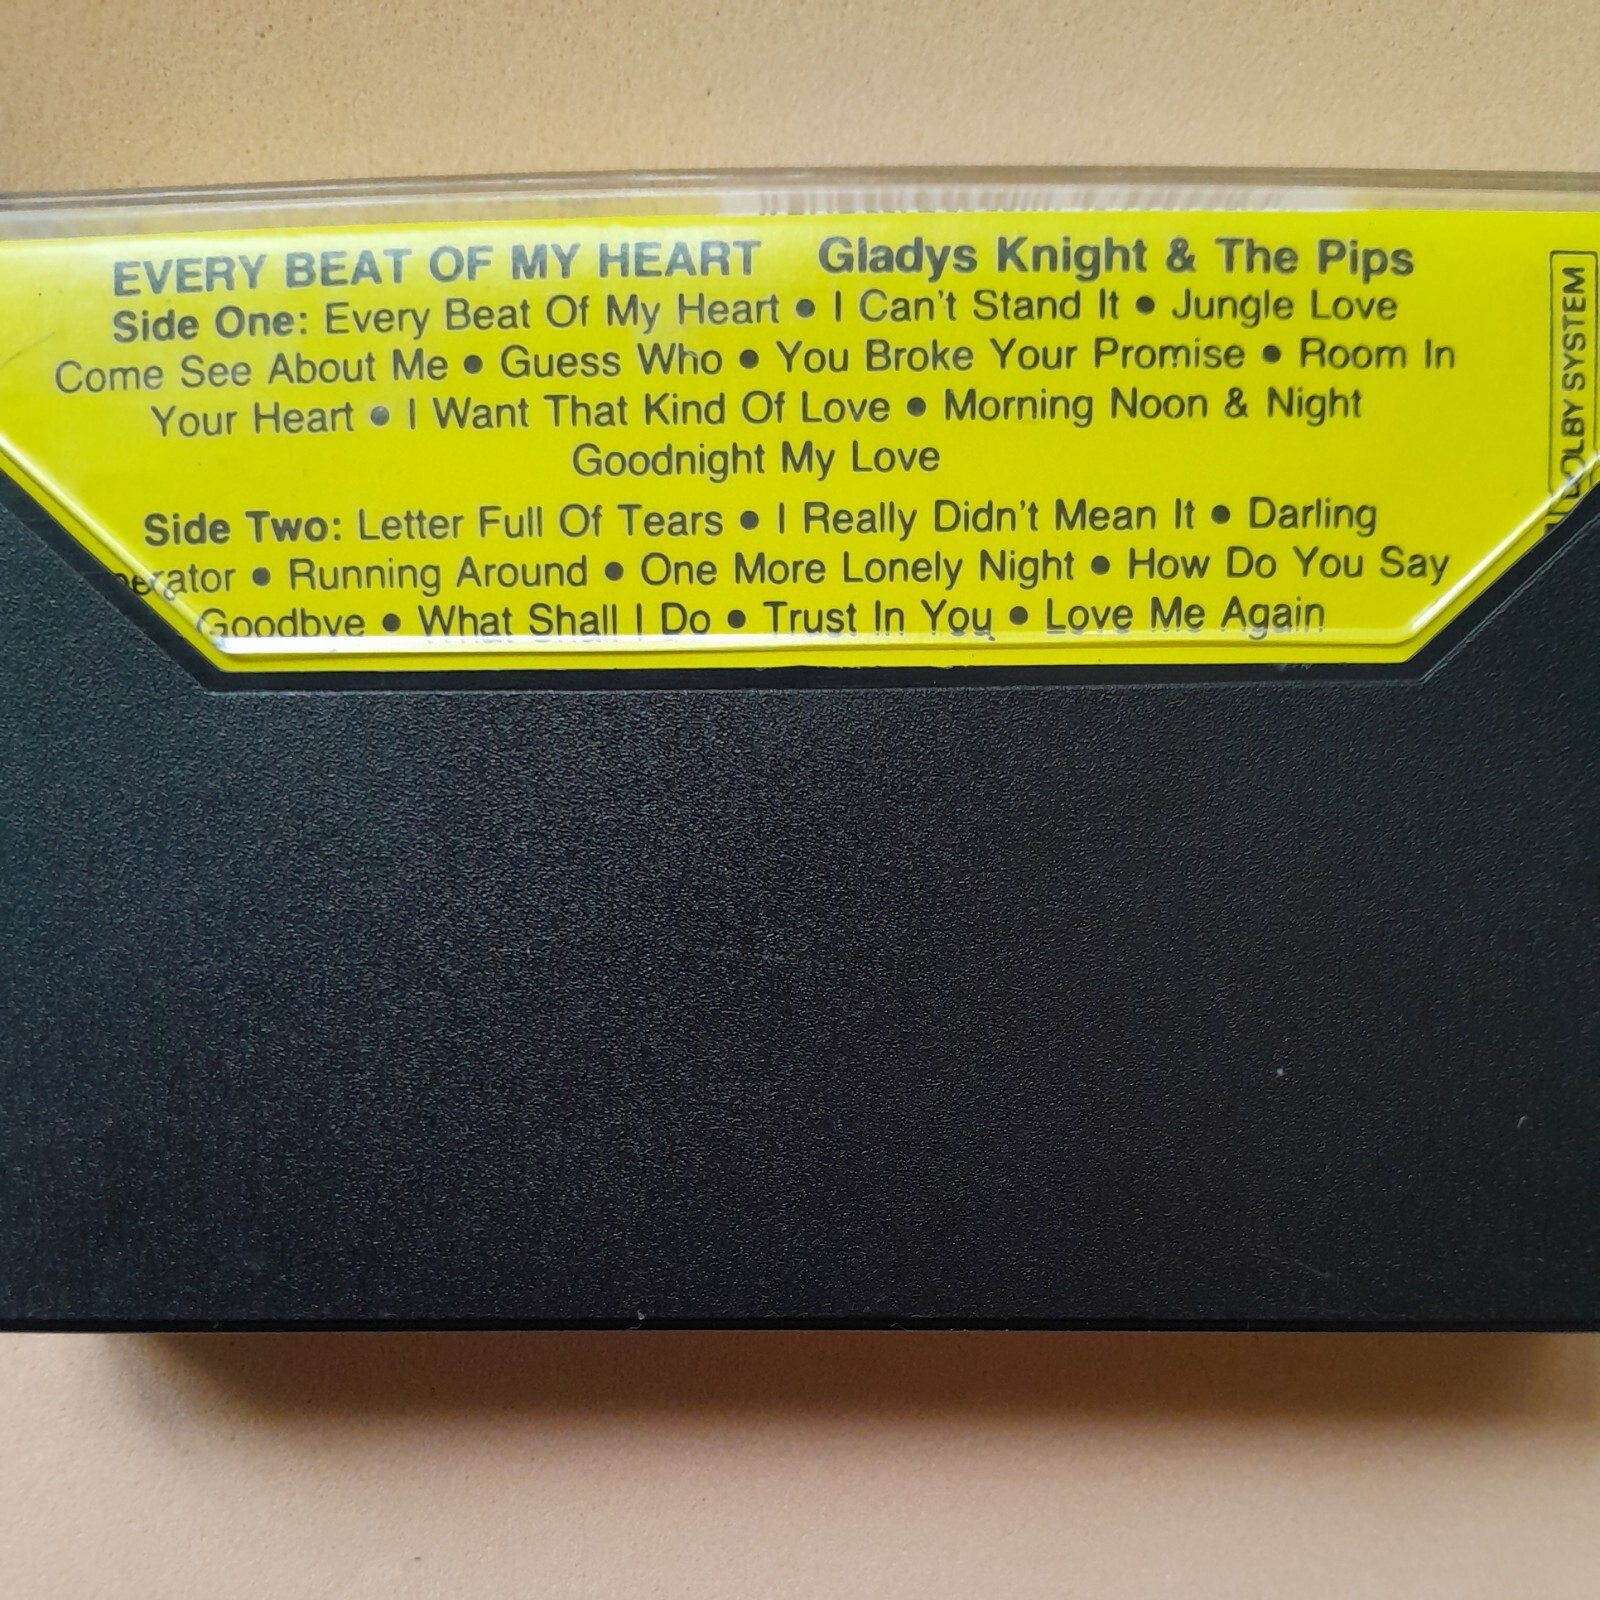 EVERY BEAT OF MY HEART Gladys Knight & The Pips
Side One: Every Beat Of My Heart • I Can't Stand It • Jungle Love
Come See About Me • Guess Who • You Broke Your Promise • Room In
Your Heart • I Want That Kind Of Love • Morning Noon & Night
Goodnight My Love
Side Two: Letter Full Of Tears • I Really Didn't Mean It • Darling
perator • Running Around • One More Lonely Night • How Do You Say
Goodbye • What Shall I Do • Trust In You • Love Me Again
DOLBY SYSTEM